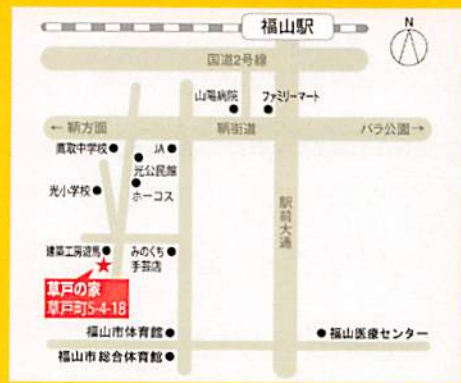 福山駅
N
国道2号線
山陽病院
ファミリーマート
← 鞆方面
鞆街道
バラ公園→
鷹取中学校
JA
光公民館
光小学校
ホーコス
駅前大通
建築工房遊馬
みのくち
手芸店
草戸の家
草戸町5-4-18
福山市体育館
福山医療センター
福山市総合体育館